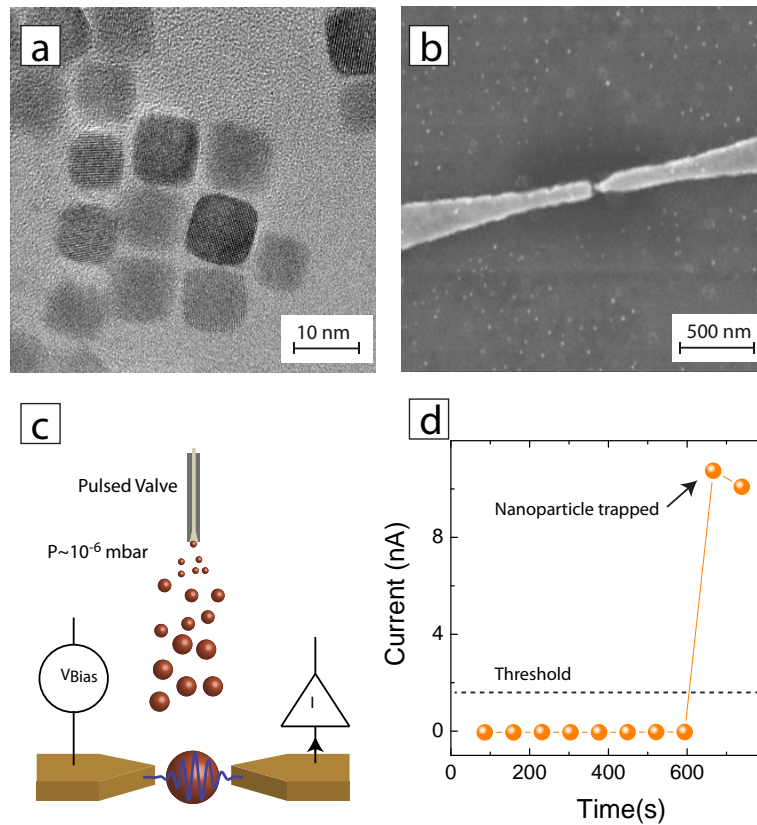 a
10 nm
b
500 nm
c
Pulsed Valve
P~10⁻⁶ mbar
VBias
I
d
Current (nA)
8
4
0
Nanoparticle trapped
Threshold
0
200
400
600
Time(s)